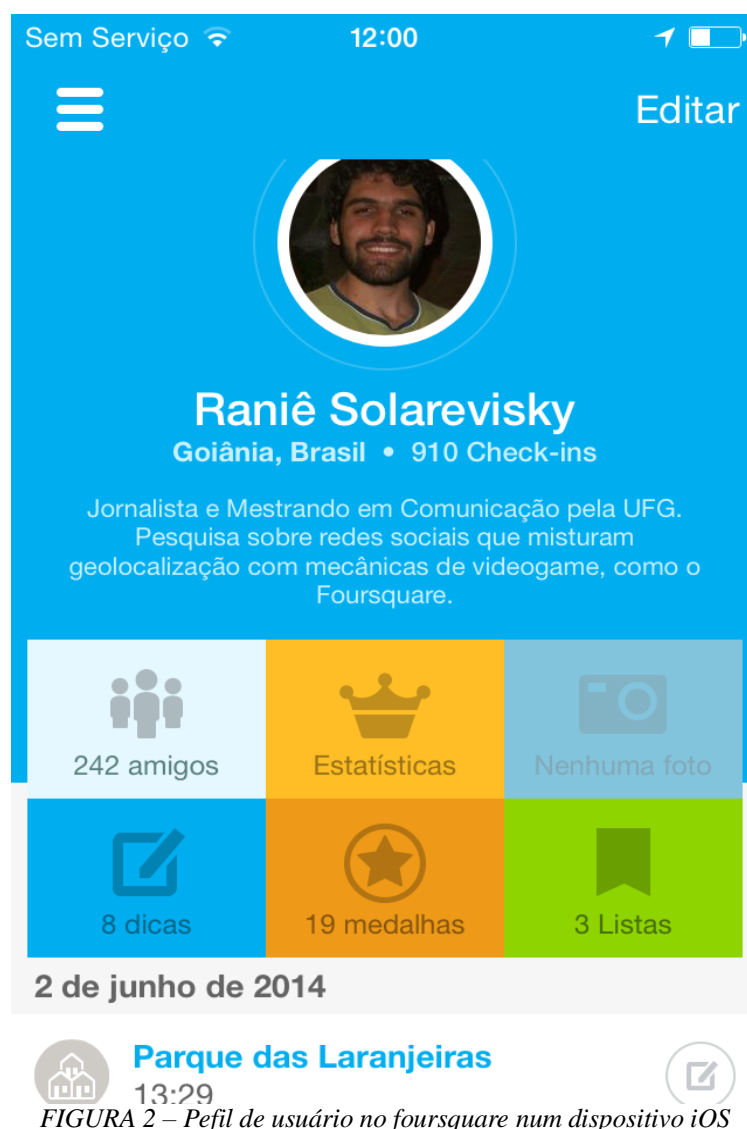 Sem Serviço 12:00
Editar
Raniê Solarevisky
Goiânia, Brasil • 910 Check-ins
Jornalista e Mestrando em Comunicação pela UFG.
Pesquisa sobre redes sociais que misturam
geolocalização com mecânicas de videogame, como o
Foursquare.
242 amigos Estatísticas Nenhuma foto
8 dicas 19 medalhas 3 Listas
2 de junho de 2014
Parque das Laranjeiras
13:29
FIGURA 2 – Pefil de usuário no foursquare num dispositivo iOS